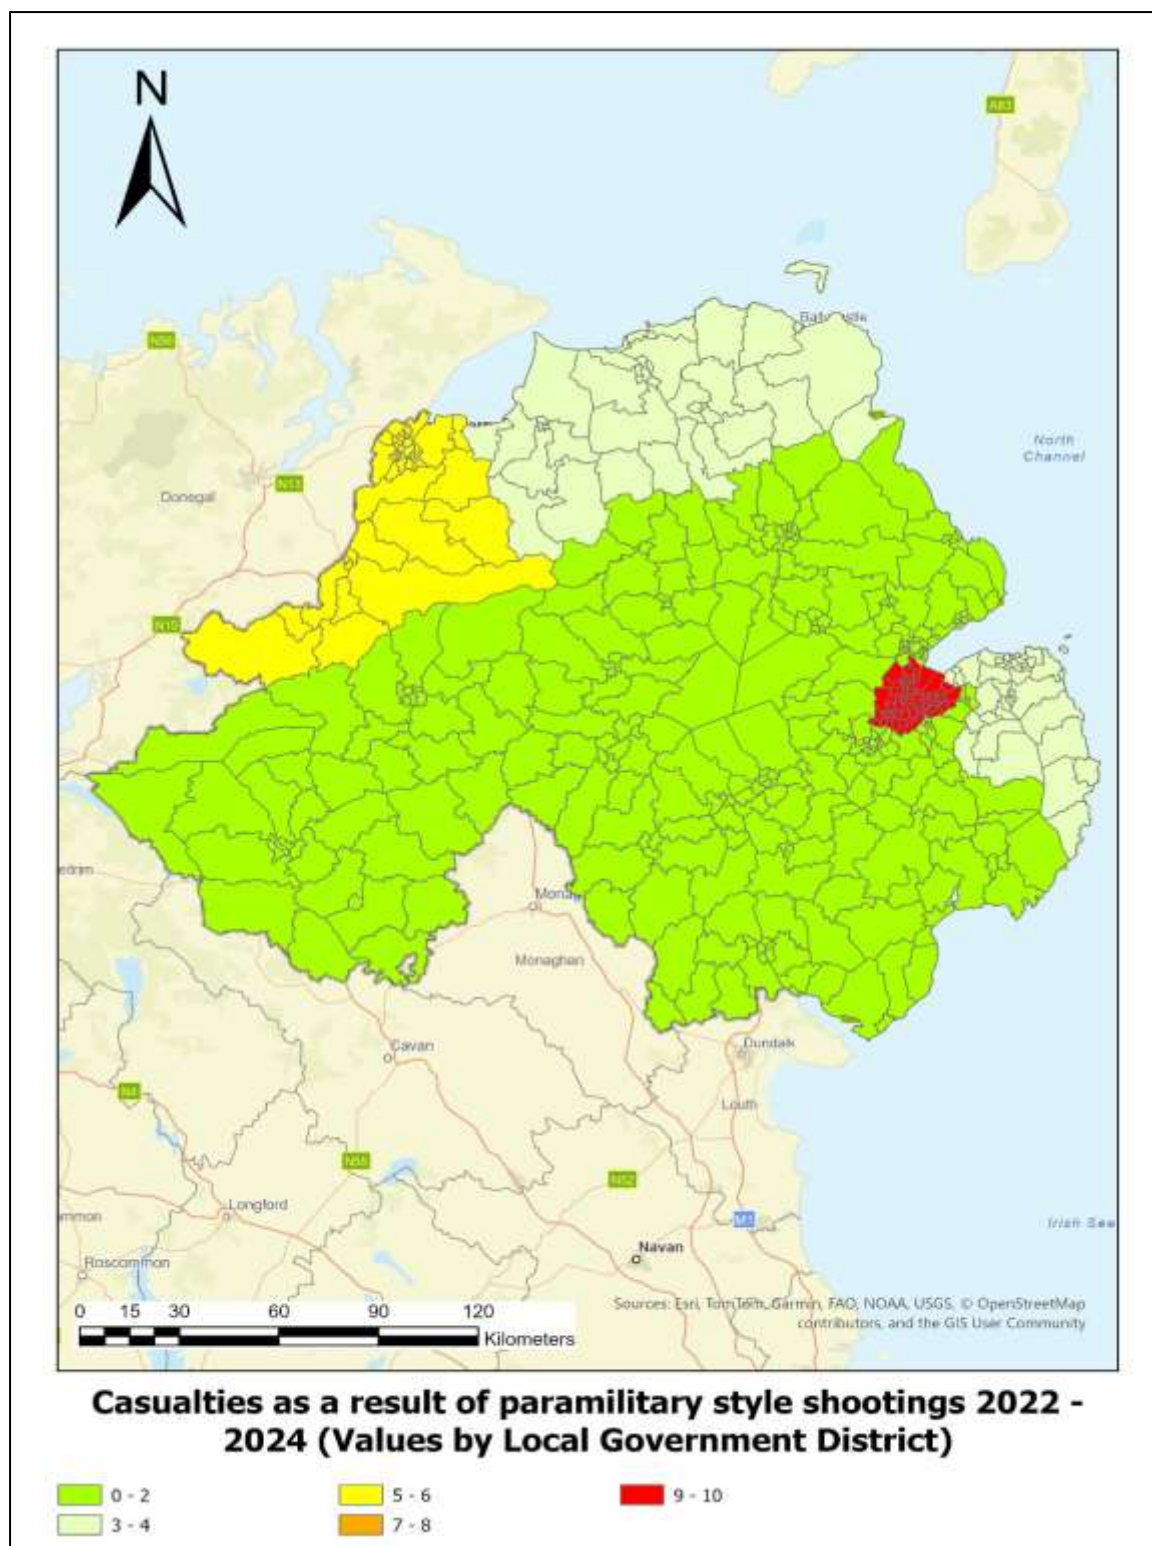 N
A83
Ballycastle
N56
North
Channel
N13
Donegal
N15
Monaghan
Cavan
Dundalk
N4
Louth
N55
N52
Longford
M1
Irish Sea
Navan
Roscommon
0 15 30 60 90 120
Kilometers
Sources: Esri, TomTom, Garmin, FAO, NOAA, USGS, © OpenStreetMap
contributors, and the GIS User Community
Casualties as a result of paramilitary style shootings 2022 -
2024 (Values by Local Government District)
0 - 2 5 - 6 9 - 10
3 - 4 7 - 8